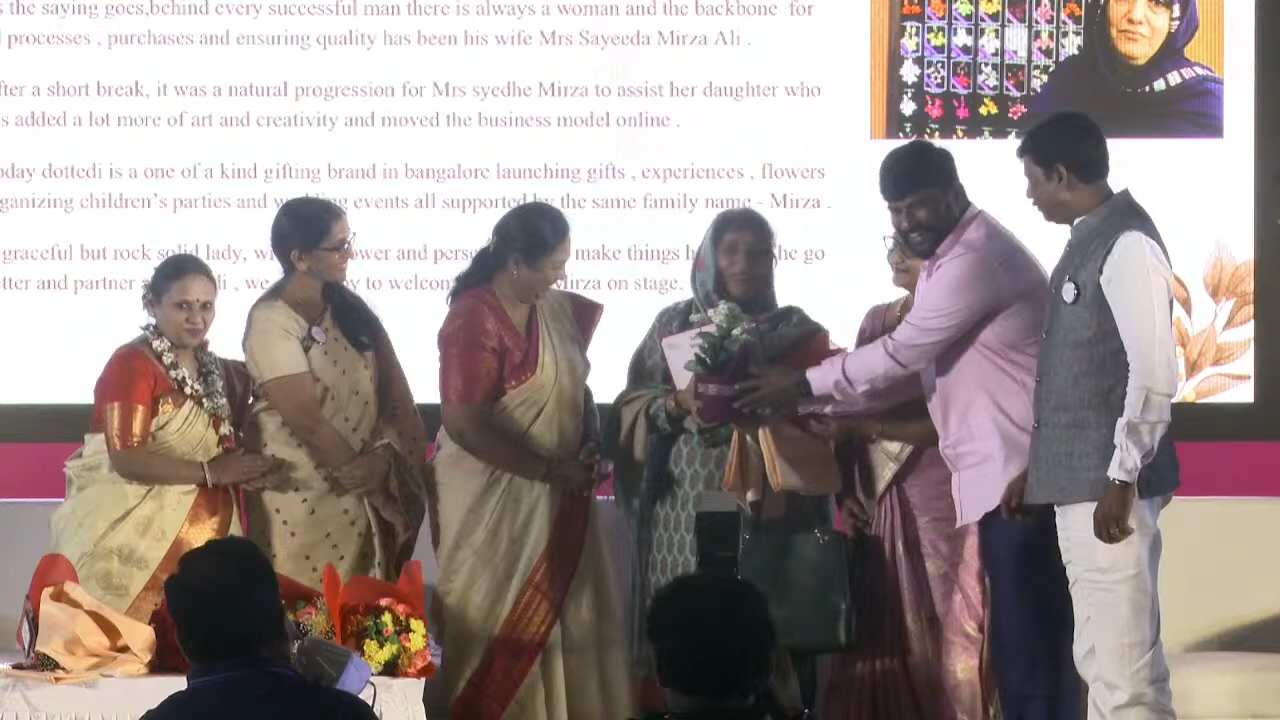 the saying goes,behind every successful man there is always a woman and the backbone for
processes , purchases and ensuring quality has been his wife Mrs Sayeeda Mirza Ali .
fter a short break, it was a natural progression for Mrs syedhe Mirza to assist her daughter who
s added a lot more of art and creativity and moved the business model online .
oday dottedi is a one of a kind gifting brand in bangalore launching gifts , experiences , flowers
ganizing children's parties and events all supported by the same family name - Mirza .
graceful but rock solid lady, make things he go
etter and partner , we to welcom Mirza on stage.